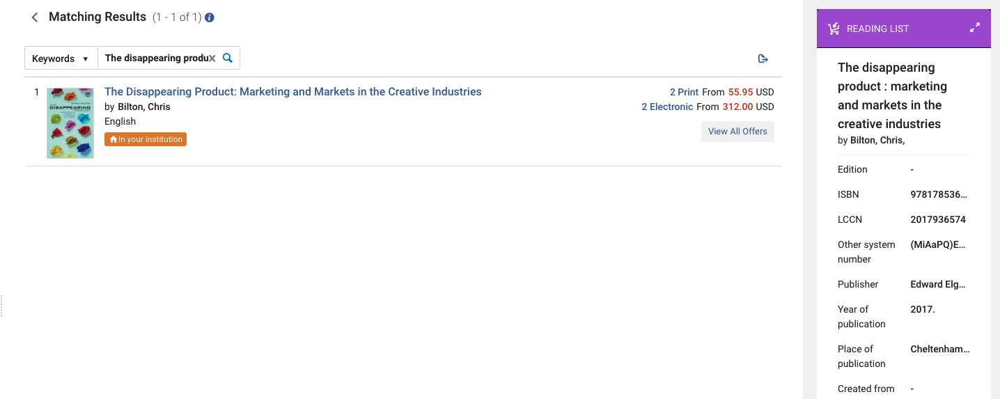 Matching Results (1 - 1 of 1)
Keywords
The disappearing produ
1
The Disappearing Product: Marketing and Markets in the Creative Industries
by Bilton, Chris
English
In your institution
2 Print From 55.95 USD
2 Electronic From 312.00 USD
View All Offers
READING LIST
The disappearing
product : marketing
and markets in the
creative industries
by Bilton, Chris,
Edition -
ISBN 978178536...
LCCN 2017936574
Other system (MiAaPQ)E...
number
Publisher Edward Elg...
Year of 2017.
publication
Place of Cheltenham...
publication
Created from -